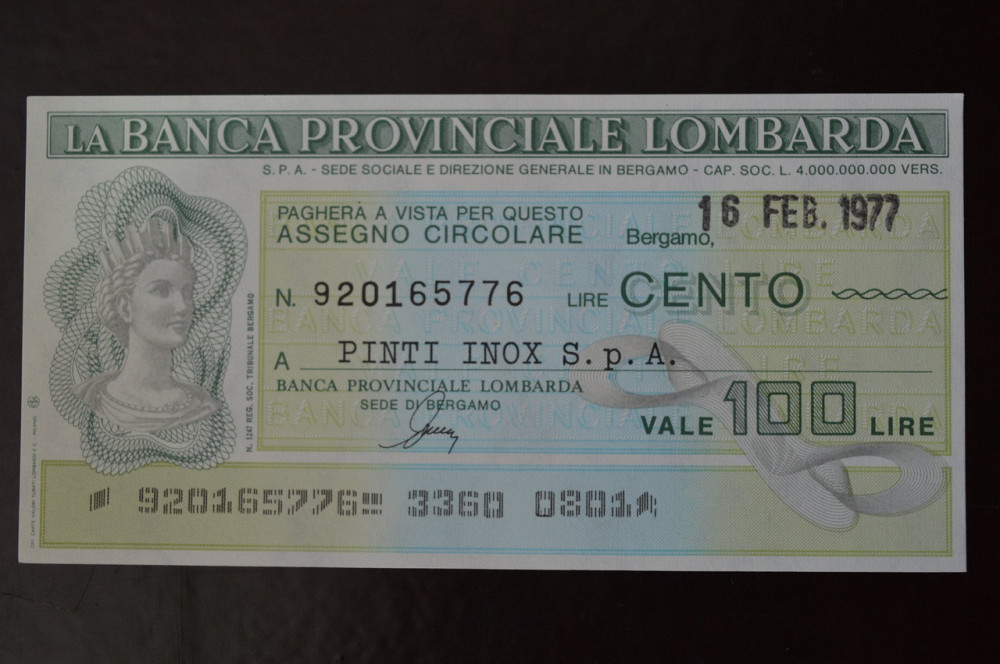 LA BANCA PROVINCIALE LOMBARDA
S.P.A. - SEDE SOCIALE E DIREZIONE GENERALE IN BERGAMO - CAP. SOC. L. 4.000.000.000 VERS.
PAGHERÀ A VISTA PER QUESTO
ASSEGNO CIRCOLARE
Bergamo, 16 FEB. 1977
N. 920165776 LIRE CENTO
A PINTI INOX S.p.A.
BANCA PROVINCIALE LOMBARDA
SEDE DI BERGAMO
VALE 100 LIRE
N. 1247 REG. SOC. TRIBUNALE BERGAMO
920165776 3360 0801